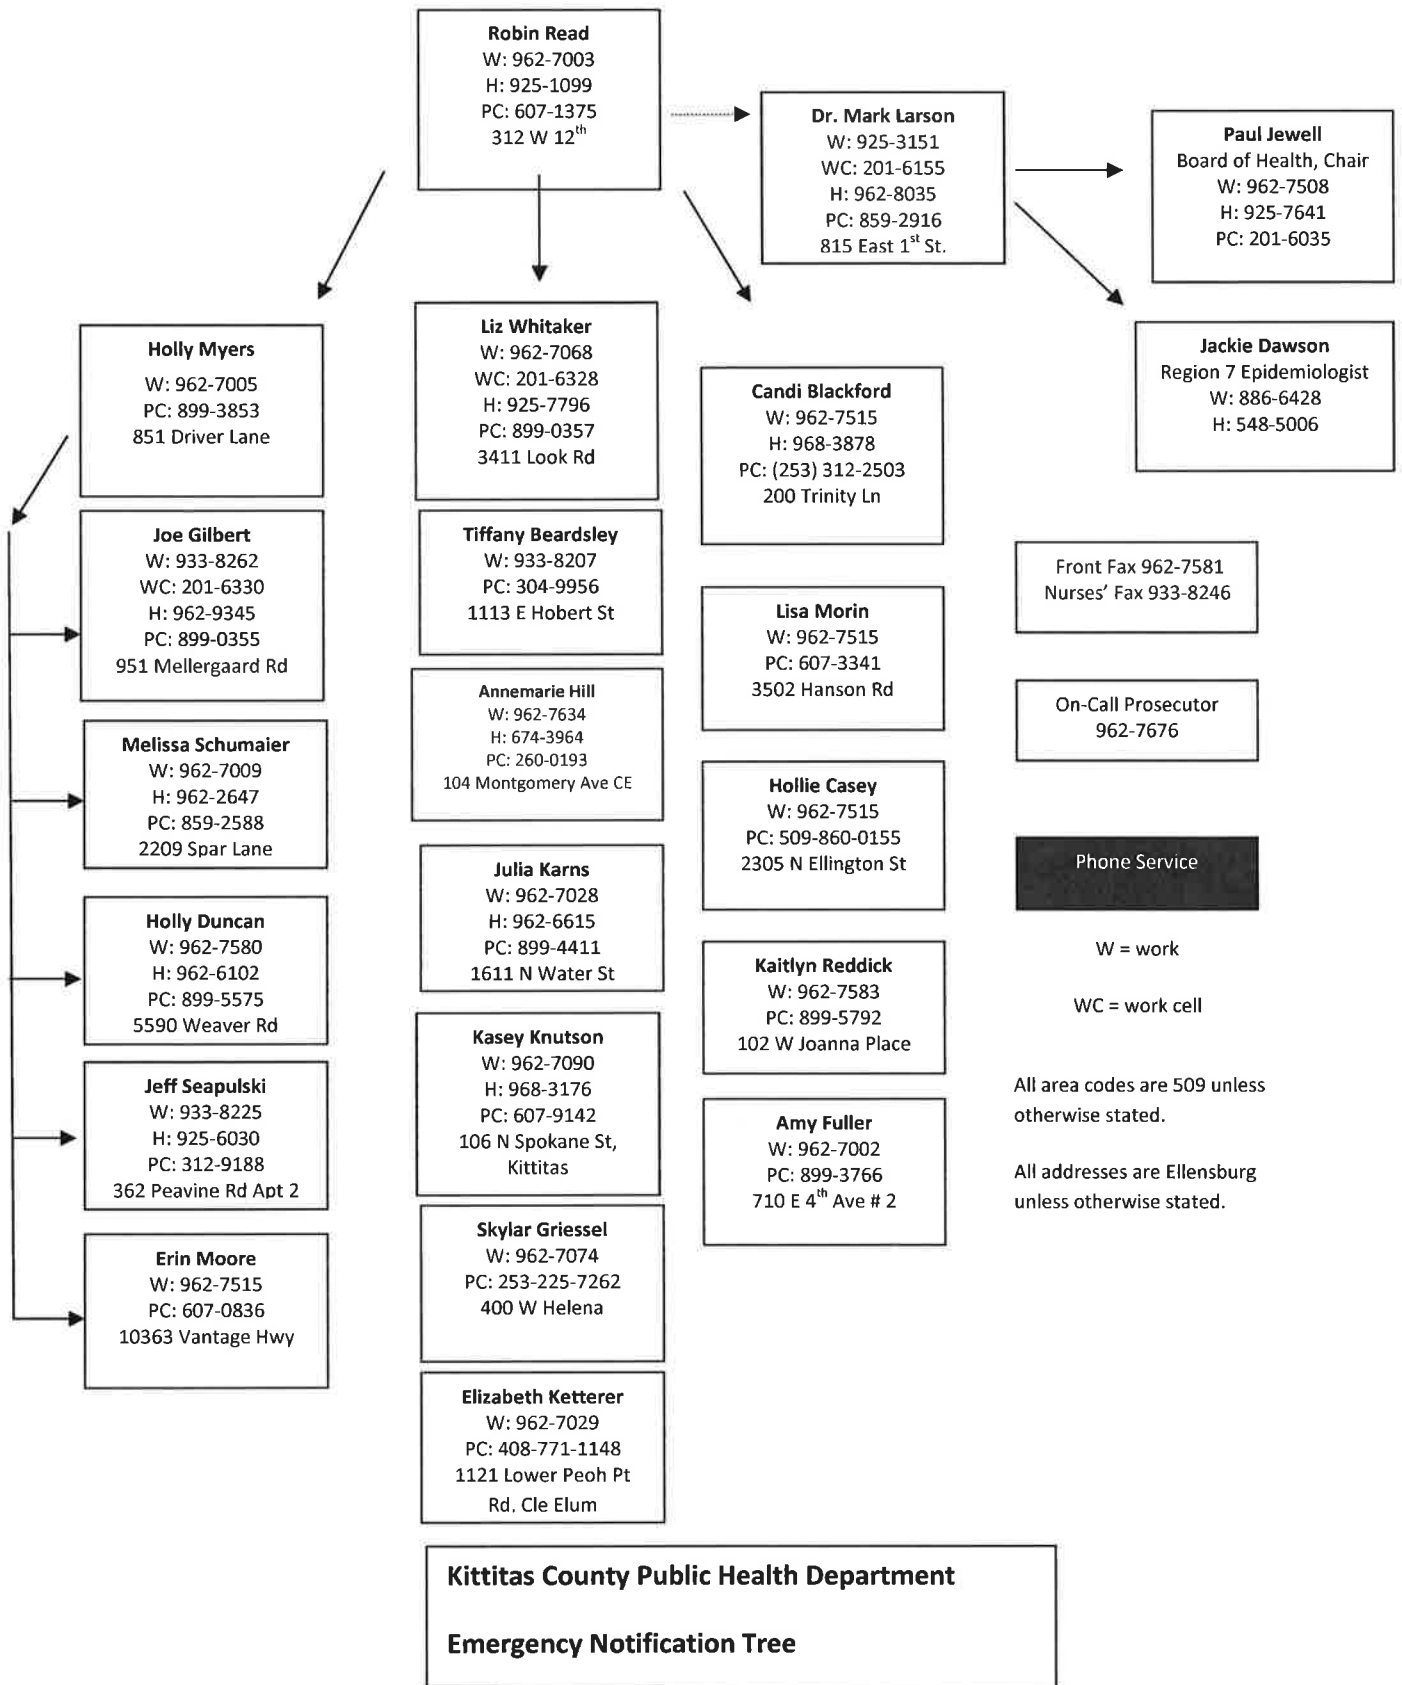 Robin Read
W: 962-7003
H: 925-1099
PC: 607-1375
312 W 12th
Dr. Mark Larson
W: 925-3151
WC: 201-6155
H: 962-8035
PC: 859-2916
815 East 1st St.
Paul Jewell
Board of Health, Chair
W: 962-7508
H: 925-7641
PC: 201-6035
Jackie Dawson
Region 7 Epidemiologist
W: 886-6428
H: 548-5006
Holly Myers
W: 962-7005
PC: 899-3853
851 Driver Lane
Joe Gilbert
W: 933-8262
WC: 201-6330
H: 962-9345
PC: 899-0355
951 Mellergaard Rd
Melissa Schumaier
W: 962-7009
H: 962-2647
PC: 859-2588
2209 Spar Lane
Holly Duncan
W: 962-7580
H: 962-6102
PC: 899-5575
5590 Weaver Rd
Jeff Seapulski
W: 933-8225
H: 925-6030
PC: 312-9188
362 Peavine Rd Apt 2
Erin Moore
W: 962-7515
PC: 607-0836
10363 Vantage Hwy
Liz Whitaker
W: 962-7068
WC: 201-6328
H: 925-7796
PC: 899-0357
3411 Look Rd
Tiffany Beardsley
W: 933-8207
PC: 304-9956
1113 E Hobert St
Annemarie Hill
W: 962-7634
H: 674-3964
PC: 260-0193
104 Montgomery Ave CE
Julia Karns
W: 962-7028
H: 962-6615
PC: 899-4411
1611 N Water St
Kasey Knutson
W: 962-7090
H: 968-3176
PC: 607-9142
106 N Spokane St,
Kittitas
Skylar Griessel
W: 962-7074
PC: 253-225-7262
400 W Helena
Elizabeth Ketterer
W: 962-7029
PC: 408-771-1148
1121 Lower Peoh Pt
Rd. Cle Elum
Candi Blackford
W: 962-7515
H: 968-3878
PC: (253) 312-2503
200 Trinity Ln
Lisa Morin
W: 962-7515
PC: 607-3341
3502 Hanson Rd
Hollie Casey
W: 962-7515
PC: 509-860-0155
2305 N Ellington St
Kaitlyn Reddick
W: 962-7583
PC: 899-5792
102 W Joanna Place
Amy Fuller
W: 962-7002
PC: 899-3766
710 E 4th Ave # 2
Front Fax 962-7581
Nurses' Fax 933-8246
On-Call Prosecutor
962-7676
Phone Service
W = work
WC = work cell
All area codes are 509 unless
otherwise stated.
All addresses are Ellensburg
unless otherwise stated.
Kittitas County Public Health Department
Emergency Notification Tree